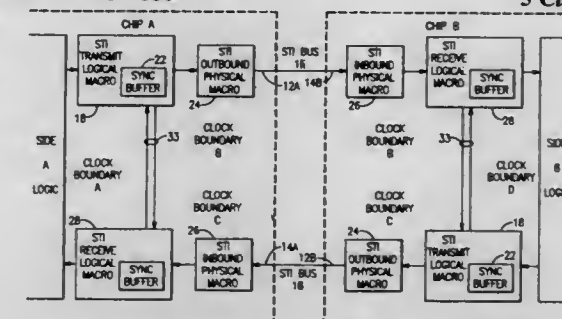 5 Cl
CHIP A
CHIP B
STI
TRANSMIT
LOGICAL
MACRO
22
SYNC
BUFFER
18
STI
OUTBOUND
PHYSICAL
MACRO
24
STI BUS
16
12A
14B
STI
INBOUND
PHYSICAL
MACRO
26
STI
RECEIVE
LOGICAL
MACRO
SYNC
BUFFER
28
SIDE
A
LOGIC
33
CLOCK
BOUNDARY
A
CLOCK
BOUNDARY
B
CLOCK
BOUNDARY
C
CLOCK
BOUNDARY
B
CLOCK
BOUNDARY
C
33
CLOCK
BOUNDARY
D
B
28
STI
RECEIVE
LOGICAL
MACRO
SYNC
BUFFER
26
STI
INBOUND
PHYSICAL
MACRO
14A
12B
STI BUS
16
24
STI
OUTBOUND
PHYSICAL
MACRO
18
STI
TRANSMIT
LOGICAL
MACRO
22
SYNC
BUFFER